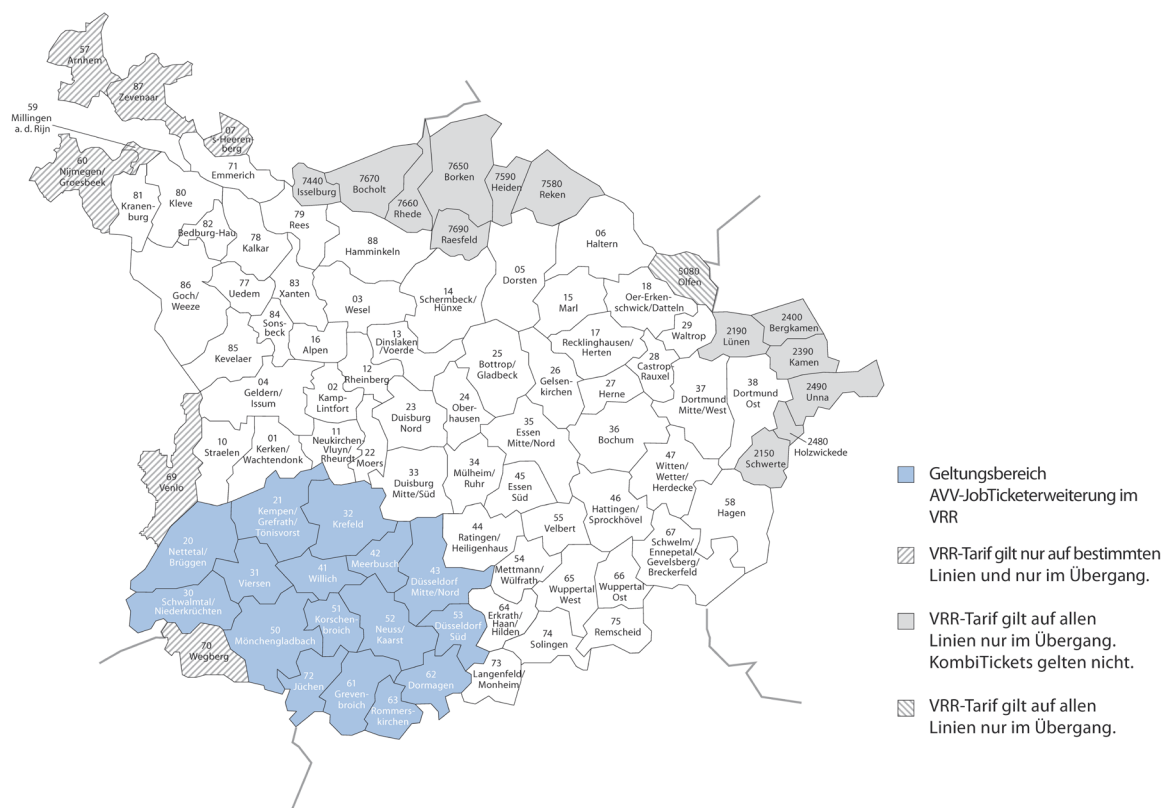 57
Arnhem
87
Zevenaar
59
Millingen
a. d. Rijn
07
's-Heeren-
berg
60
Nijmegen/
Groesbeek
71
Emmerich
81
Kranen-
burg
80
Kleve
82
Bedburg-Hau
79
Rees
78
Kalkar
7440
Isselburg
7670
Bocholt
7660
Rhede
7650
Borken
7590
Heiden
7580
Reken
7690
Raesfeld
88
Hamminkeln
06
Haltern
05
Dorsten
5080
Olfen
86
Goch/
Weeze
77
Uedem
83
Xanten
03
Wesel
14
Schermbeck/
Hünxe
15
Marl
18
Oer-Erken-
schwick/Datteln
29
Waltrop
2190
Lünen
2400
Bergkamen
2390
Kamen
2490
Unna
2480
Holzwickede
2150
Schwerte
84
Sons-
beck
85
Kevelaer
16
Alpen
13
Dinslaken
/Voerde
12
Rheinberg
17
Recklinghausen/
Herten
28
Castrop-
Rauxel
25
Bottrop/
Gladbeck
26
Gelsen-
kirchen
27
Herne
37
Dortmund
Mitte/West
38
Dortmund
Ost
04
Geldern/
Issum
02
Kamp-
Lintfort
23
Duisburg
Nord
24
Ober-
hausen
35
Essen
Mitte/Nord
36
Bochum
10
Straelen
01
Kerken/
Wachtendonk
11
Neukirchen-
Vluyn/
Rheurdt
22
Moers
33
Duisburg
Mitte/Süd
34
Mülheim/
Ruhr
45
Essen
Süd
47
Witten/
Wetter/
Herdecke
46
Hattingen/
Sprockhövel
58
Hagen
69
Venlo
21
Kempen/
Grefrath/
Tönisvorst
32
Krefeld
20
Nettetal/
Brüggen
44
Ratingen/
Heiligenhaus
55
Velbert
67
Schwelm/
Ennepetal/
Gevelsberg/
Breckerfeld
31
Viersen
41
Willich
42
Meerbusch
43
Düsseldorf
Mitte/Nord
54
Mettmann/
Wülfrath
65
Wuppertal
West
66
Wuppertal
Ost
30
Schwalmtal/
Niederkrüchten
50
Mönchengladbach
51
Korschen-
broich
52
Neuss/
Kaarst
53
Düsseldorf
Süd
64
Erkrath/
Haan/
Hilden
74
Solingen
75
Remscheid
70
Wegberg
72
Jüchen
61
Greven-
broich
63
Rommers-
kirchen
62
Dormagen
73
Langenfeld/
Monheim
Geltungsbereich
AVV-JobTicketerweiterung im
VRR
VRR-Tarif gilt nur auf bestimmten
Linien und nur im Übergang.
VRR-Tarif gilt auf allen
Linien nur im Übergang.
KombiTickets gelten nicht.
VRR-Tarif gilt auf allen
Linien nur im Übergang.